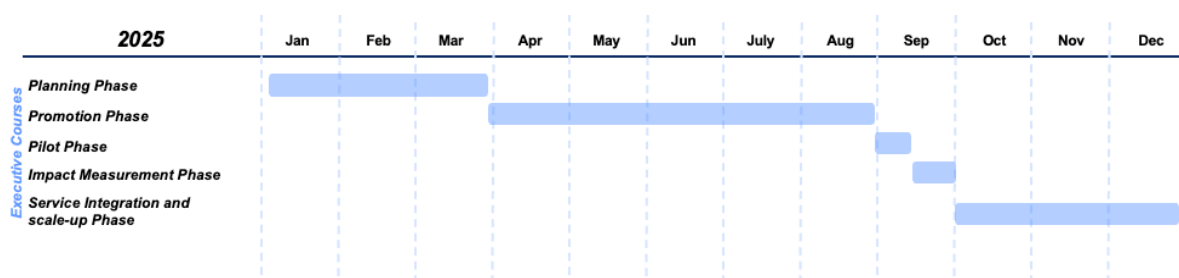 2025
Jan Feb Mar Apr May Jun July Aug Sep Oct Nov Dec
Executive Courses
Planning Phase
Promotion Phase
Pilot Phase
Impact Measurement Phase
Service Integration and
scale-up Phase